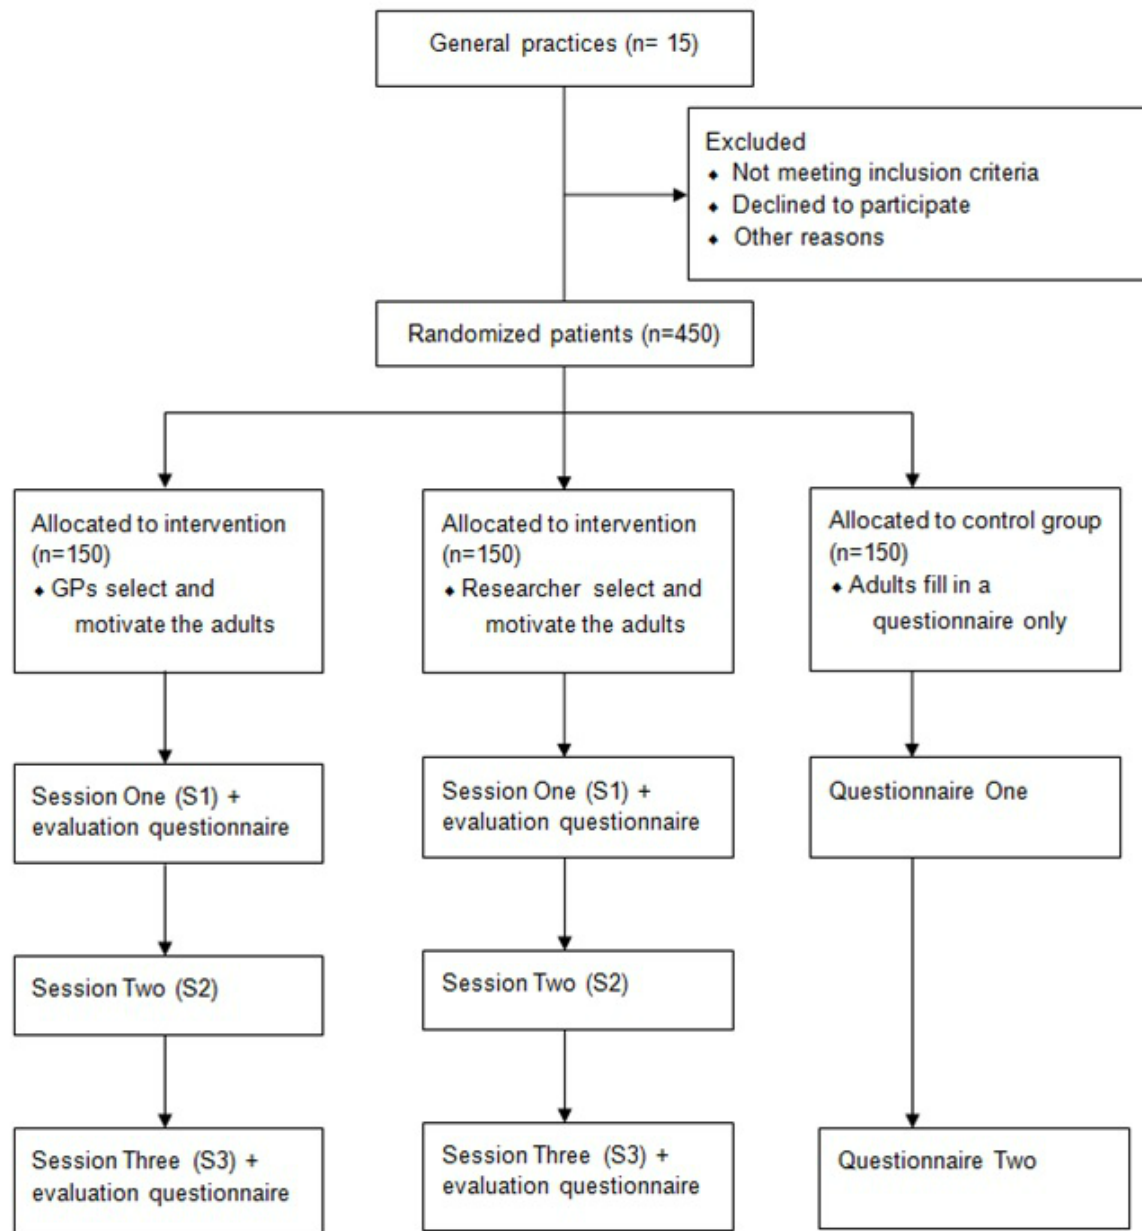 General practices (n= 15)
Excluded
⬥ Not meeting inclusion criteria
⬥ Declined to participate
⬥ Other reasons
Randomized patients (n=450)
Allocated to intervention
(n=150)
⬥ GPs select and
motivate the adults
Allocated to intervention
(n=150)
⬥ Researcher select and
motivate the adults
Allocated to control group
(n=150)
⬥ Adults fill in a
questionnaire only
Session One (S1) +
evaluation questionnaire
Session One (S1) +
evaluation questionnaire
Questionnaire One
Session Two (S2)
Session Two (S2)
Session Three (S3) +
evaluation questionnaire
Session Three (S3) +
evaluation questionnaire
Questionnaire Two